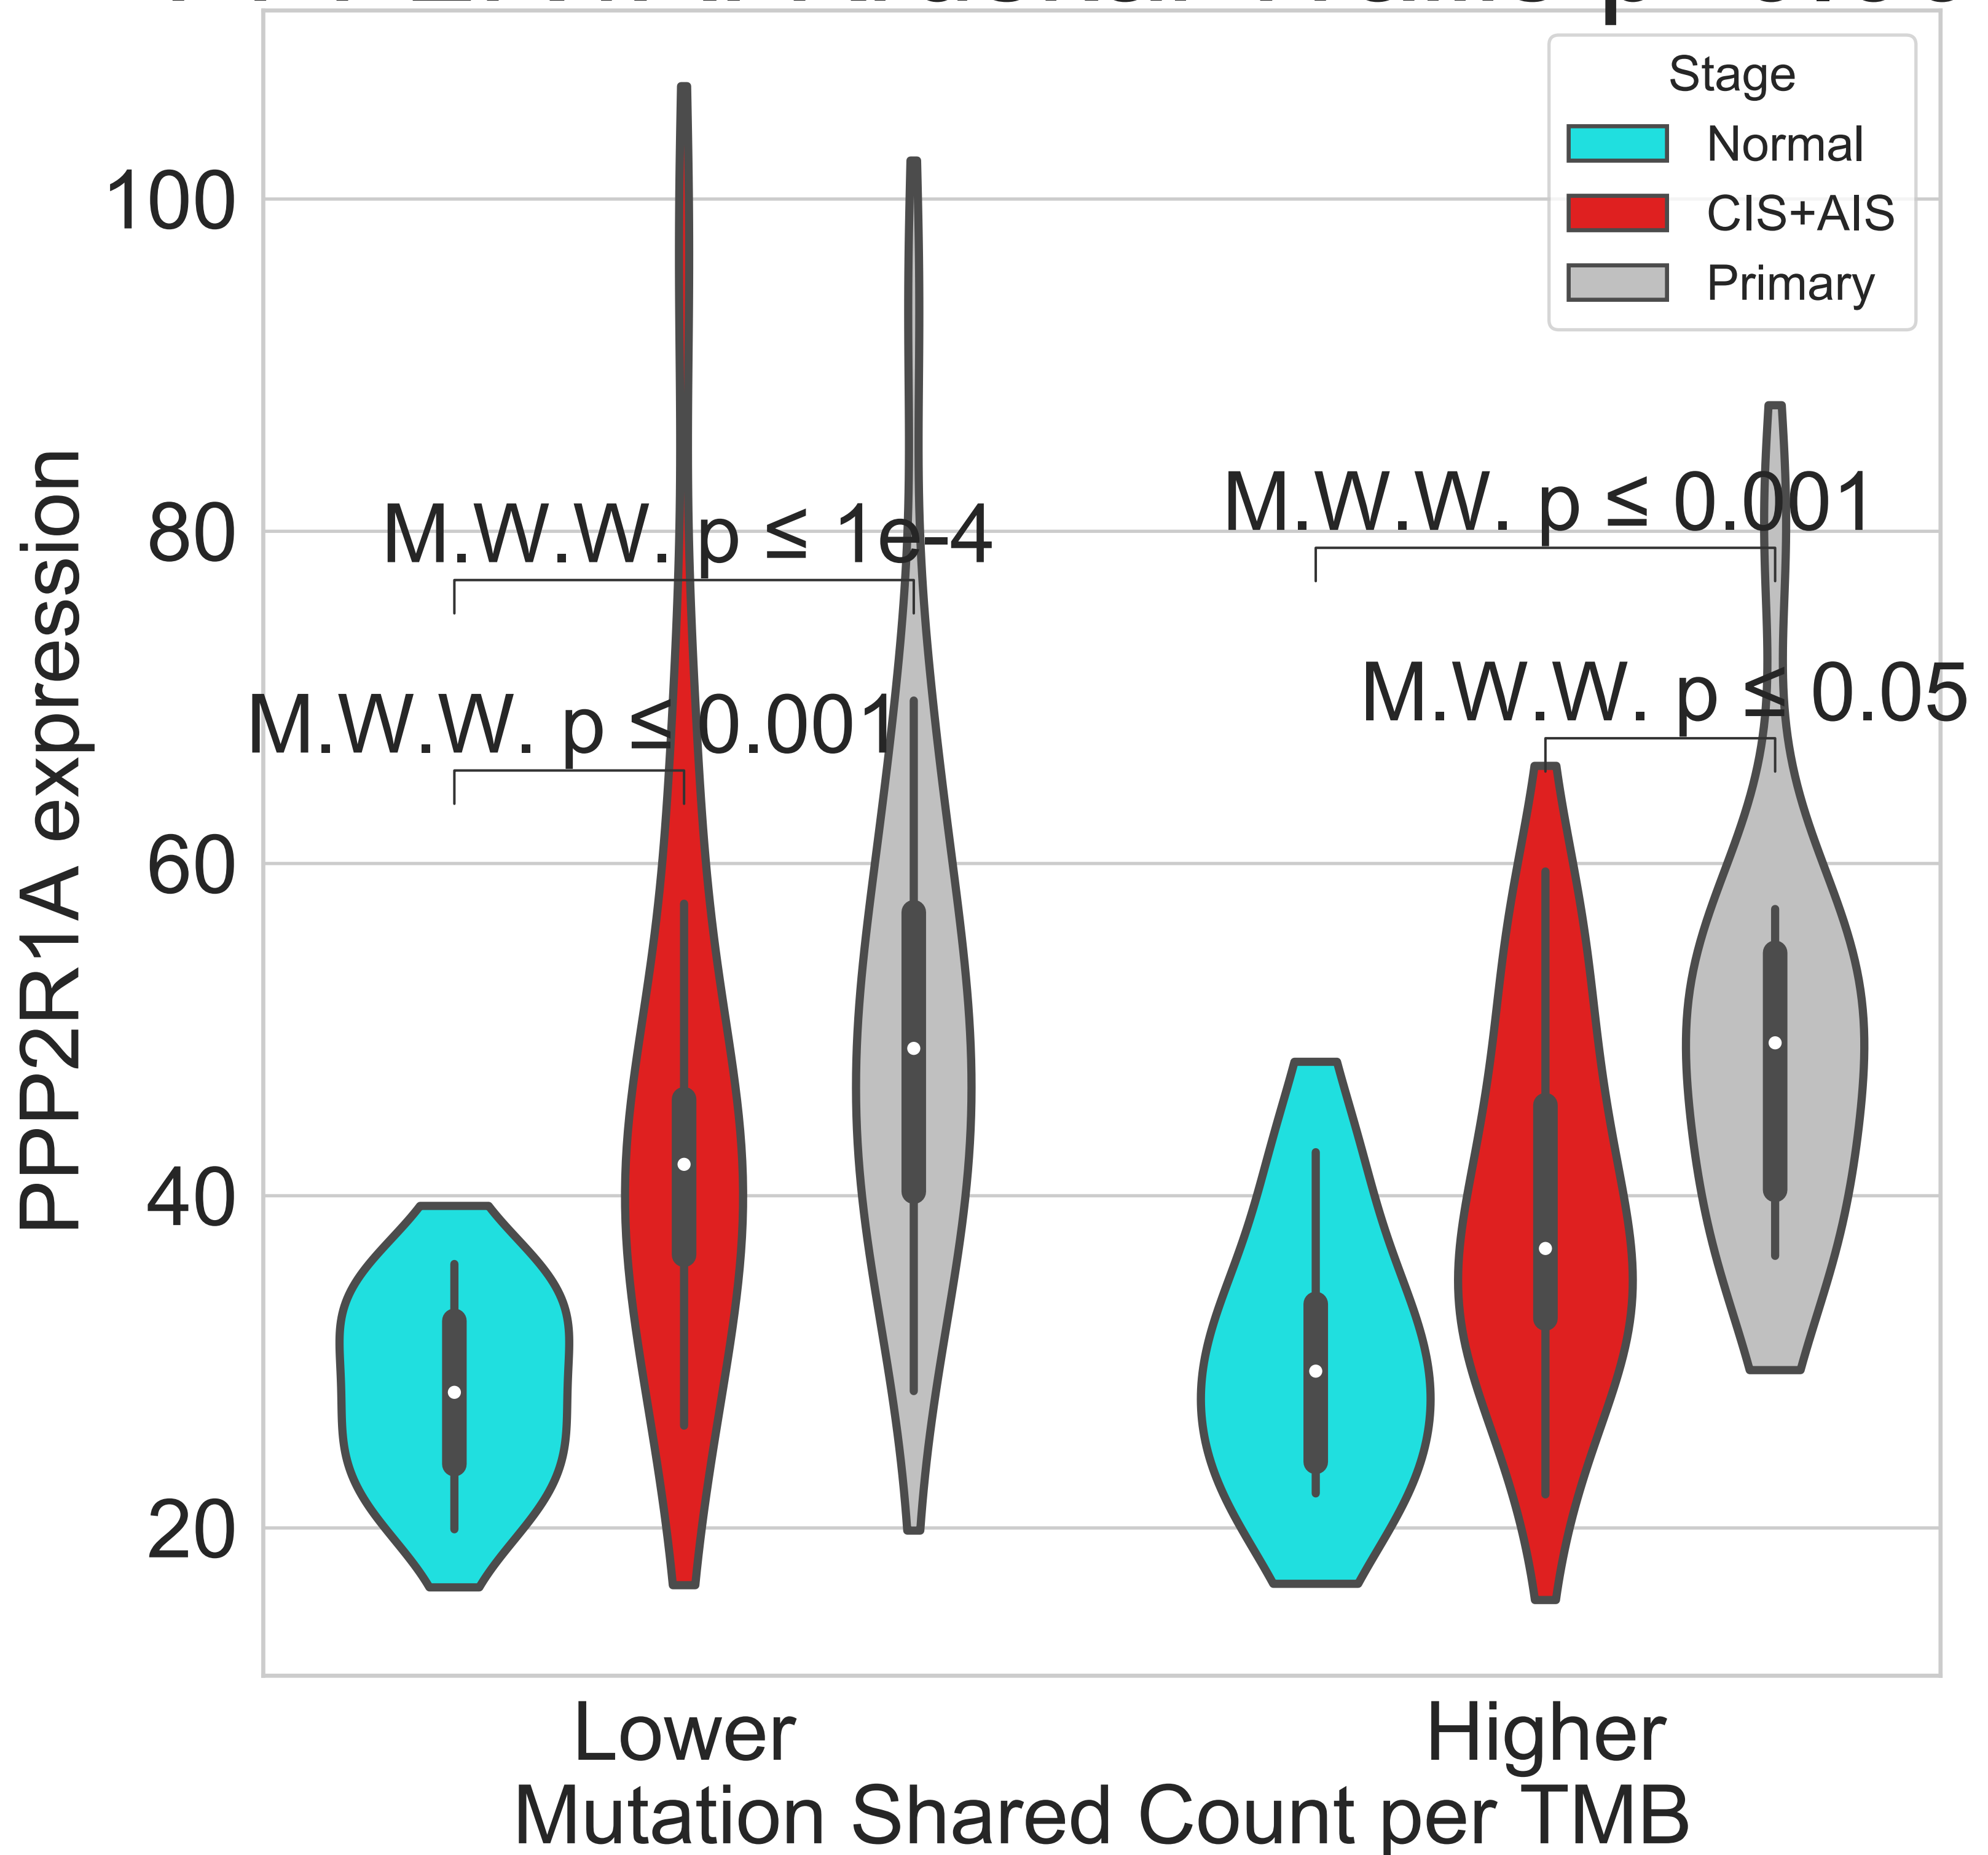 Stage
Normal
CIS+AIS
Primary
100
80
60
40
20
PPP2R1A expression
M.W.W. p ≤ 1e-4
M.W.W. p ≤ 0.001
M.W.W. p ≤ 0.001
M.W.W. p ≤ 0.05
Lower
Higher
Mutation Shared Count per TMB